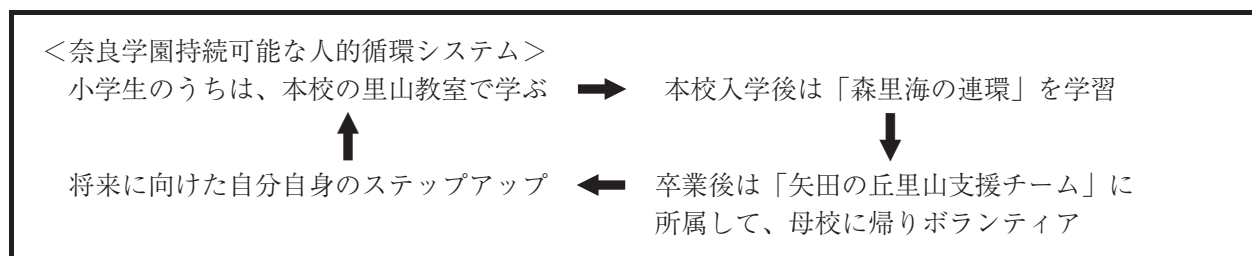 ＜奈良学園持続可能な人的循環システム＞
小学生のうちは、本校の里山教室で学ぶ
本校入学後は「森里海の連環」を学習
将来に向けた自分自身のステップアップ
卒業後は「矢田の丘里山支援チーム」に
所属して、母校に帰りボランティア